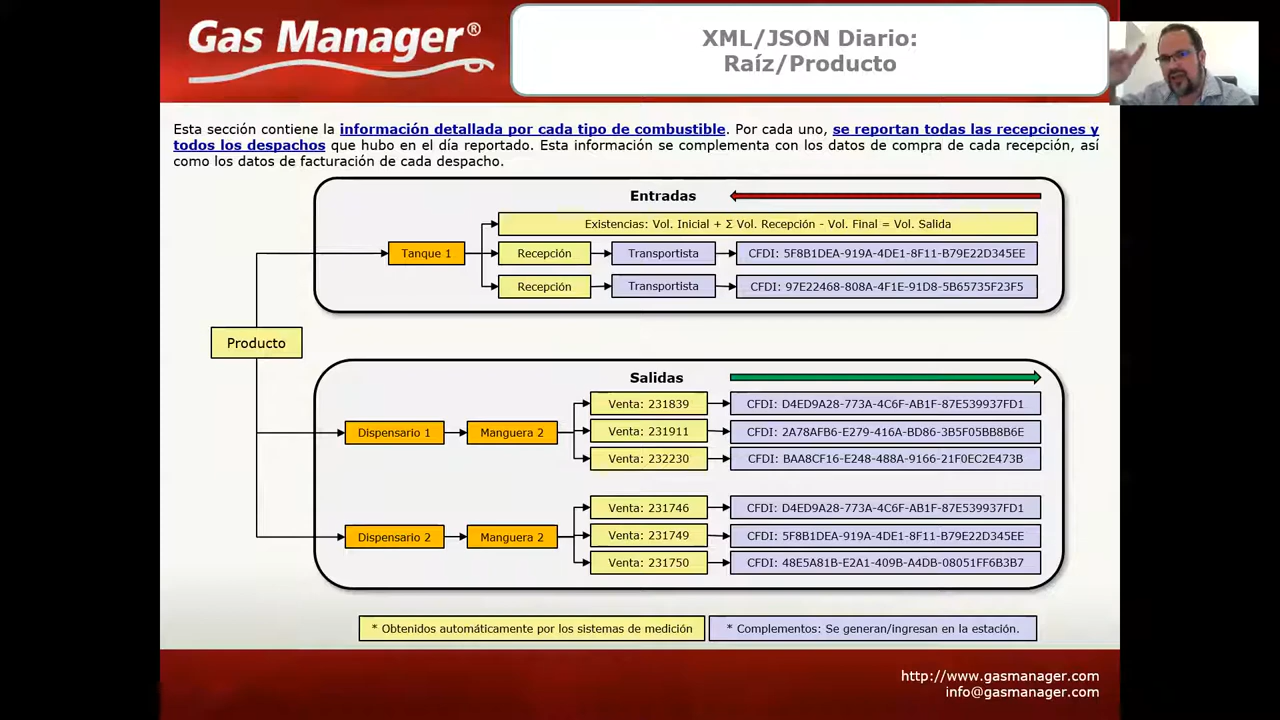 Gas Manager®
XML/JSON Diario:
Raíz/Producto
Esta sección contiene la información detallada por cada tipo de combustible. Por cada uno, se reportan todas las recepciones y
todos los despachos que hubo en el día reportado. Esta información se complementa con los datos de compra de cada recepción, así
como los datos de facturación de cada despacho.
Entradas
Existencias: Vol. Inicial + Σ Vol. Recepción - Vol. Final = Vol. Salida
Tanque 1
Recepción
Transportista
CFDI: 5F8B1DEA-919A-4DE1-8F11-B79E22D345EE
Recepción
Transportista
CFDI: 97E22468-808A-4F1E-91D8-5B65735F23F5
Producto
Salidas
Dispensario 1
Manguera 2
Venta: 231839
CFDI: D4ED9A28-773A-4C6F-AB1F-87E539937FD1
Venta: 231911
CFDI: 2A78AFB6-E279-416A-BD86-3B5F05BB8B6E
Venta: 232230
CFDI: BAA8CF16-E248-488A-9166-21F0EC2E473B
Dispensario 2
Manguera 2
Venta: 231746
CFDI: D4ED9A28-773A-4C6F-AB1F-87E539937FD1
Venta: 231749
CFDI: 5F8B1DEA-919A-4DE1-8F11-B79E22D345EE
Venta: 231750
CFDI: 48E5A81B-E2A1-409B-A4DB-08051FF6B3B7
* Obtenidos automáticamente por los sistemas de medición
* Complementos: Se generan/ingresan en la estación.
http://www.gasmanager.com
info@gasmanager.com